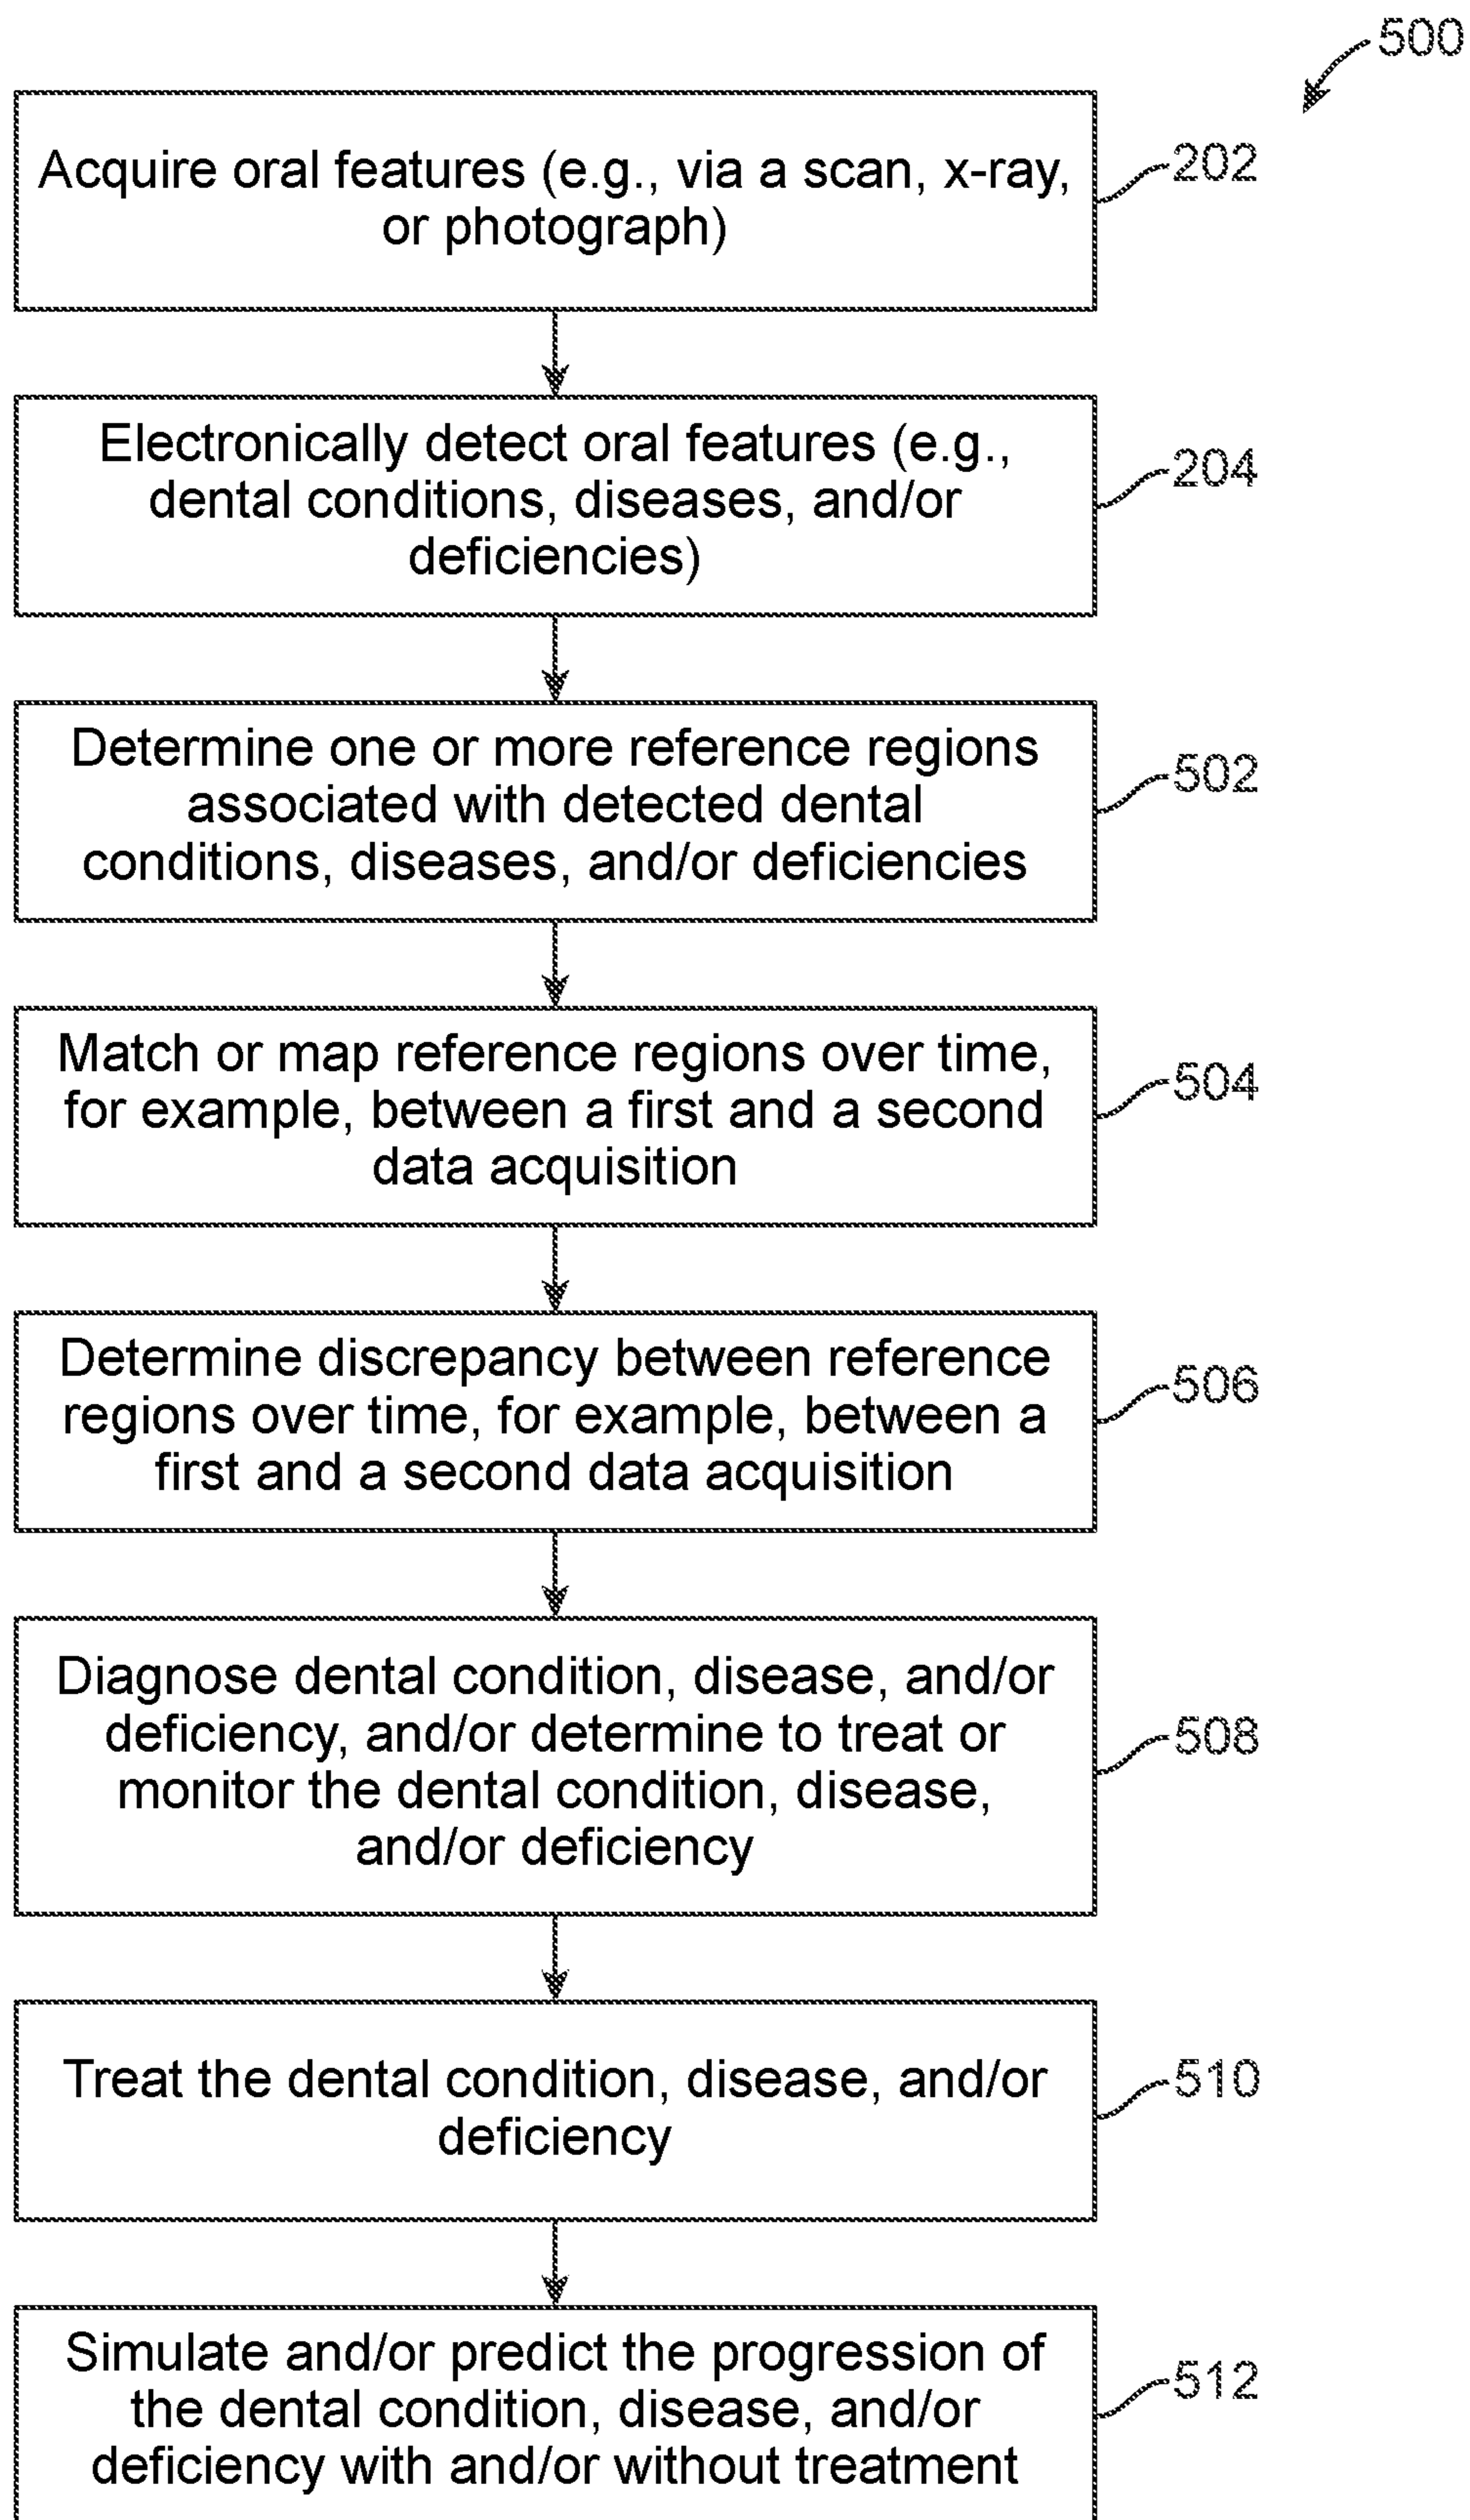 500
Acquire oral features (e.g., via a scan, x-ray,
or photograph)
202
Electronically detect oral features (e.g.,
dental conditions, diseases, and/or
deficiencies)
204
Determine one or more reference regions
associated with detected dental
conditions, diseases, and/or deficiencies
502
Match or map reference regions over time,
for example, between a first and a second
data acquisition
504
Determine discrepancy between reference
regions over time, for example, between a
first and a second data acquisition
506
Diagnose dental condition, disease, and/or
deficiency, and/or determine to treat or
monitor the dental condition, disease,
and/or deficiency
508
Treat the dental condition, disease, and/or
deficiency
510
Simulate and/or predict the progression of
the dental condition, disease, and/or
deficiency with and/or without treatment
512